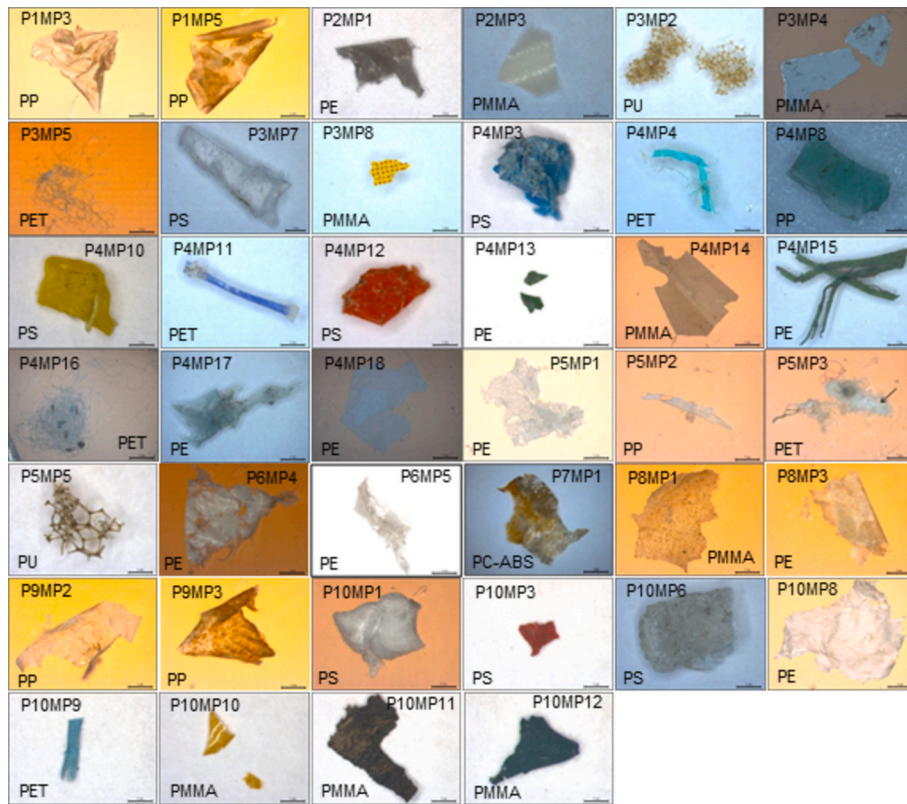 P1MP3
PP
P1MP5
PP
P2MP1
PE
P2MP3
PMMA
P3MP2
PU
P3MP4
PMMA
P3MP5
PET
P3MP7
PS
P3MP8
PMMA
P4MP3
PS
P4MP4
PET
P4MP8
PP
P4MP10
PS
P4MP11
PET
P4MP12
PS
P4MP13
PE
P4MP14
PMMA
P4MP15
PE
P4MP16
PET
P4MP17
PE
P4MP18
PE
P5MP1
PE
P5MP2
PP
P5MP3
PET
P5MP5
PU
P6MP4
PE
P6MP5
PE
P7MP1
PC-ABS
P8MP1
PMMA
P8MP3
PE
P9MP2
PP
P9MP3
PP
P10MP1
PS
P10MP3
PS
P10MP6
PS
P10MP8
PE
P10MP9
PET
P10MP10
PMMA
P10MP11
PMMA
P10MP12
PMMA